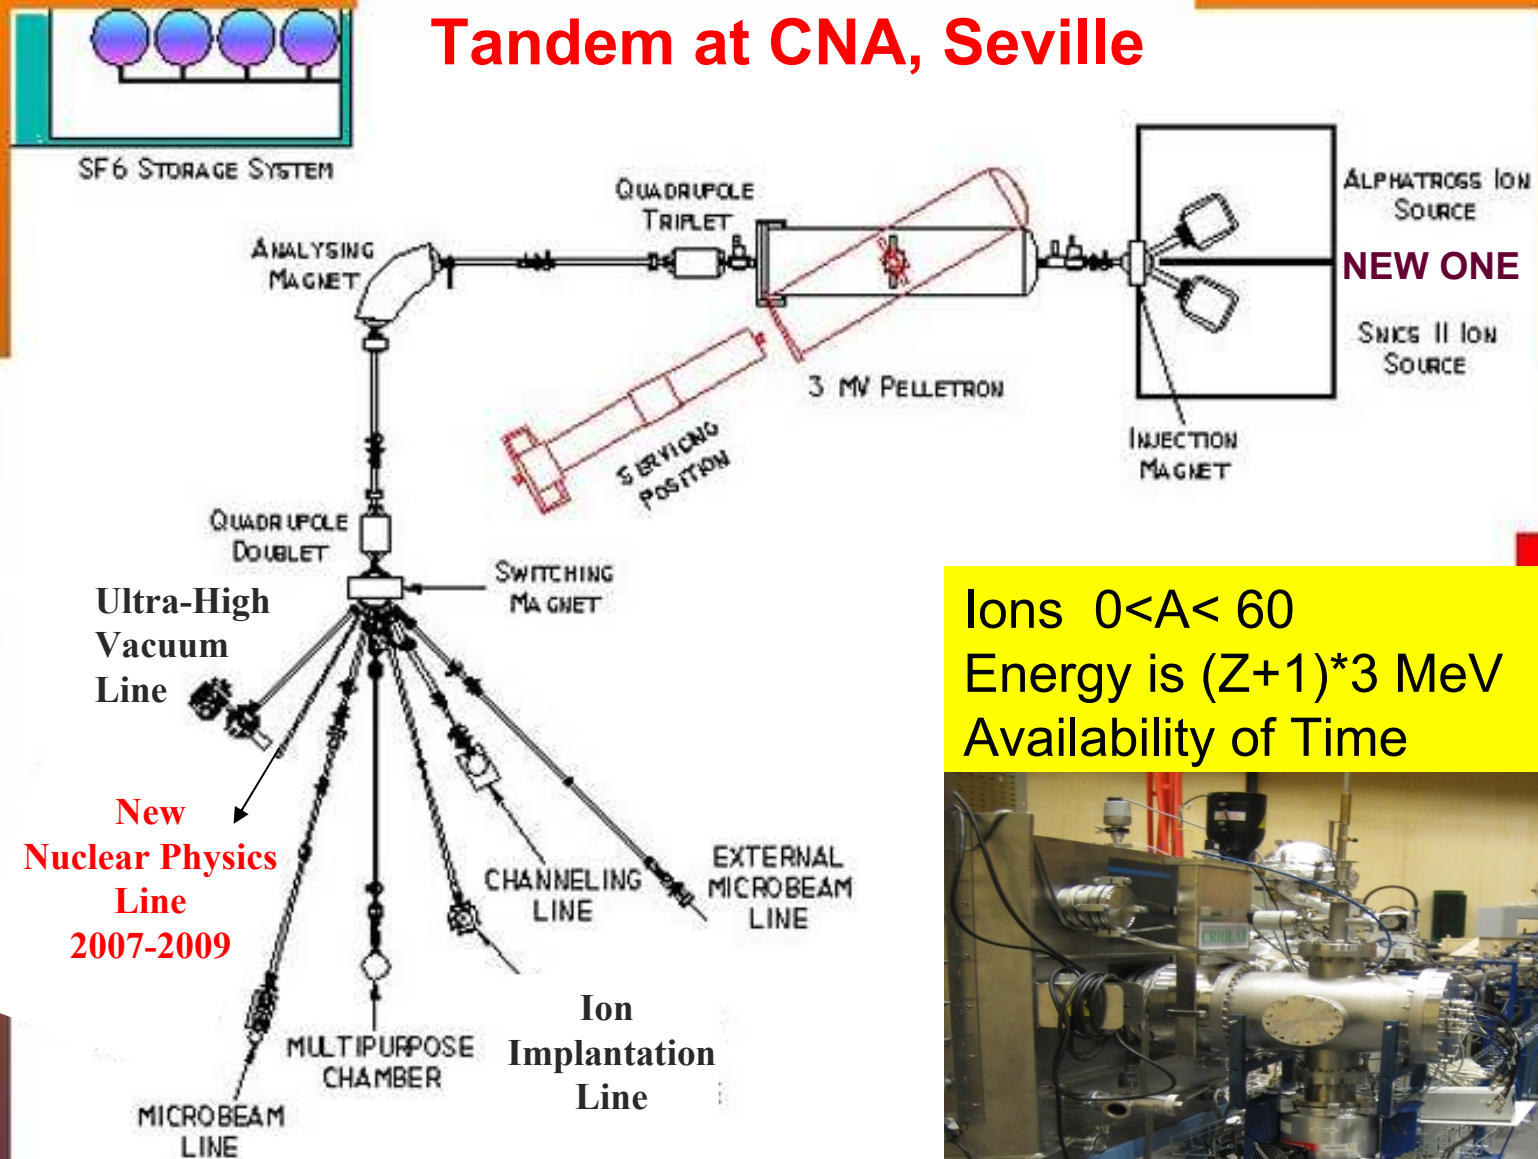 Tandem at CNA, Seville
SF6 STORAGE SYSTEM
QUADRUPOLE
TRIPLET
ALPHATROSS ION
SOURCE
ANALYSING
MAGNET
NEW ONE
SNICS II ION
SOURCE
3 MV PELLETRON
INJECTION
MAGNET
SERVICING
POSITION
QUADRUPOLE
DOUBLET
SWITCHING
MAGNET
Ultra-High
Vacuum
Line
Ions 0<A< 60
Energy is (Z+1)*3 MeV
Availability of Time
New
Nuclear Physics
Line
2007-2009
CHANNELING
LINE
EXTERNAL
MICROBEAM
LINE
CRIOLAB
Ion
Implantation
Line
MULTIPURPOSE
CHAMBER
MICROBEAM
LINE